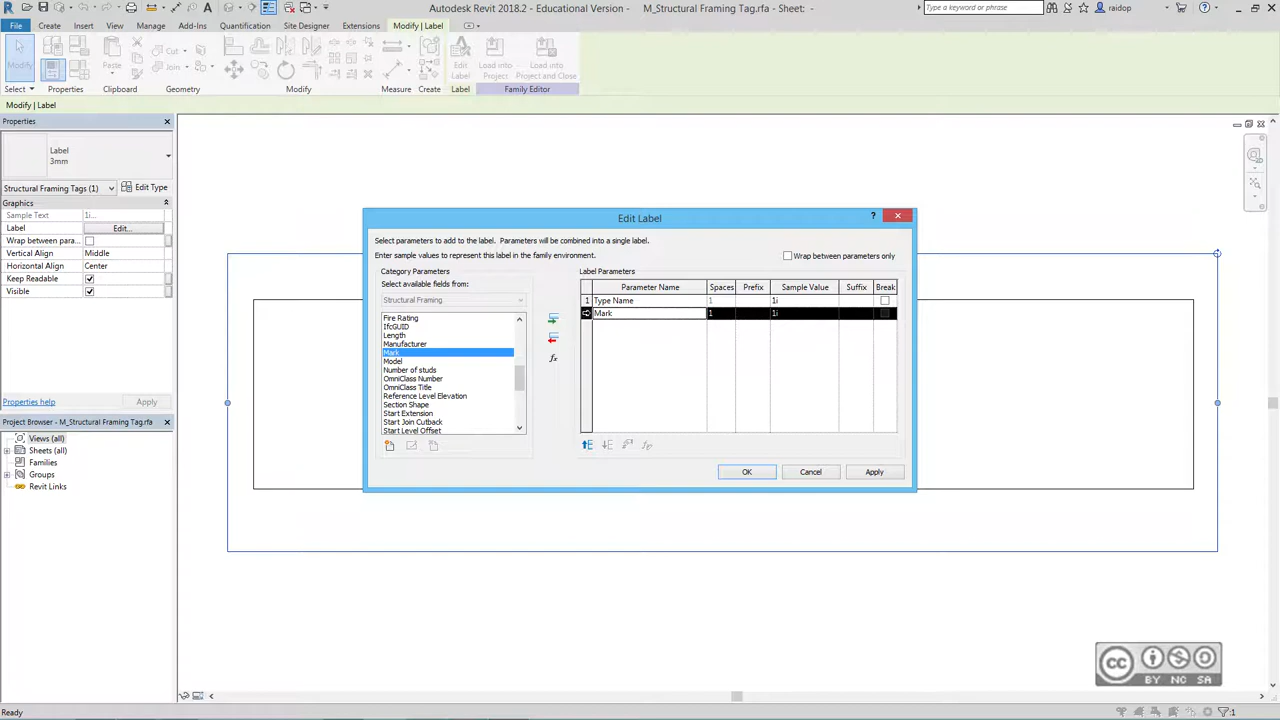 Autodesk Revit 2018.2 - Educational Version - M_Structural Framing Tag.rfa - Sheet: -
Type a keyword or phrase
raidop
File Create Insert View Manage Add-Ins Quantification Site Designer Extensions Modify | Label
Modify
Cut
Paste
Join
Edit Label
Load into Project
Load into Project and Close
Select Properties Clipboard Geometry Modify Measure Create Label Family Editor
Modify | Label
Properties
Label
3mm
Structural Framing Tags (1)
Edit Type
Graphics
Sample Text 1i...
Label Edit...
Wrap between para...
Vertical Align Middle
Horizontal Align Center
Keep Readable
Visible
Properties help
Apply
Project Browser - M_Structural Framing Tag.rfa
Views (all)
Sheets (all)
Families
Groups
Revit Links
Edit Label
?
Select parameters to add to the label. Parameters will be combined into a single label.
Enter sample values to represent this label in the family environment.
Wrap between parameters only
Category Parameters
Select available fields from:
Structural Framing
Fire Rating
IfcGUID
Length
Manufacturer
Mark
Model
Number of studs
OmniClass Number
OmniClass Title
Reference Level Elevation
Section Shape
Start Extension
Start Join Cutback
Start Level Offset
Label Parameters
Parameter Name Spaces Prefix Sample Value Suffix Break
1 Type Name 1 1i
Mark 1 1i
OK Cancel Apply
cc
BY NC SA
Ready
:1